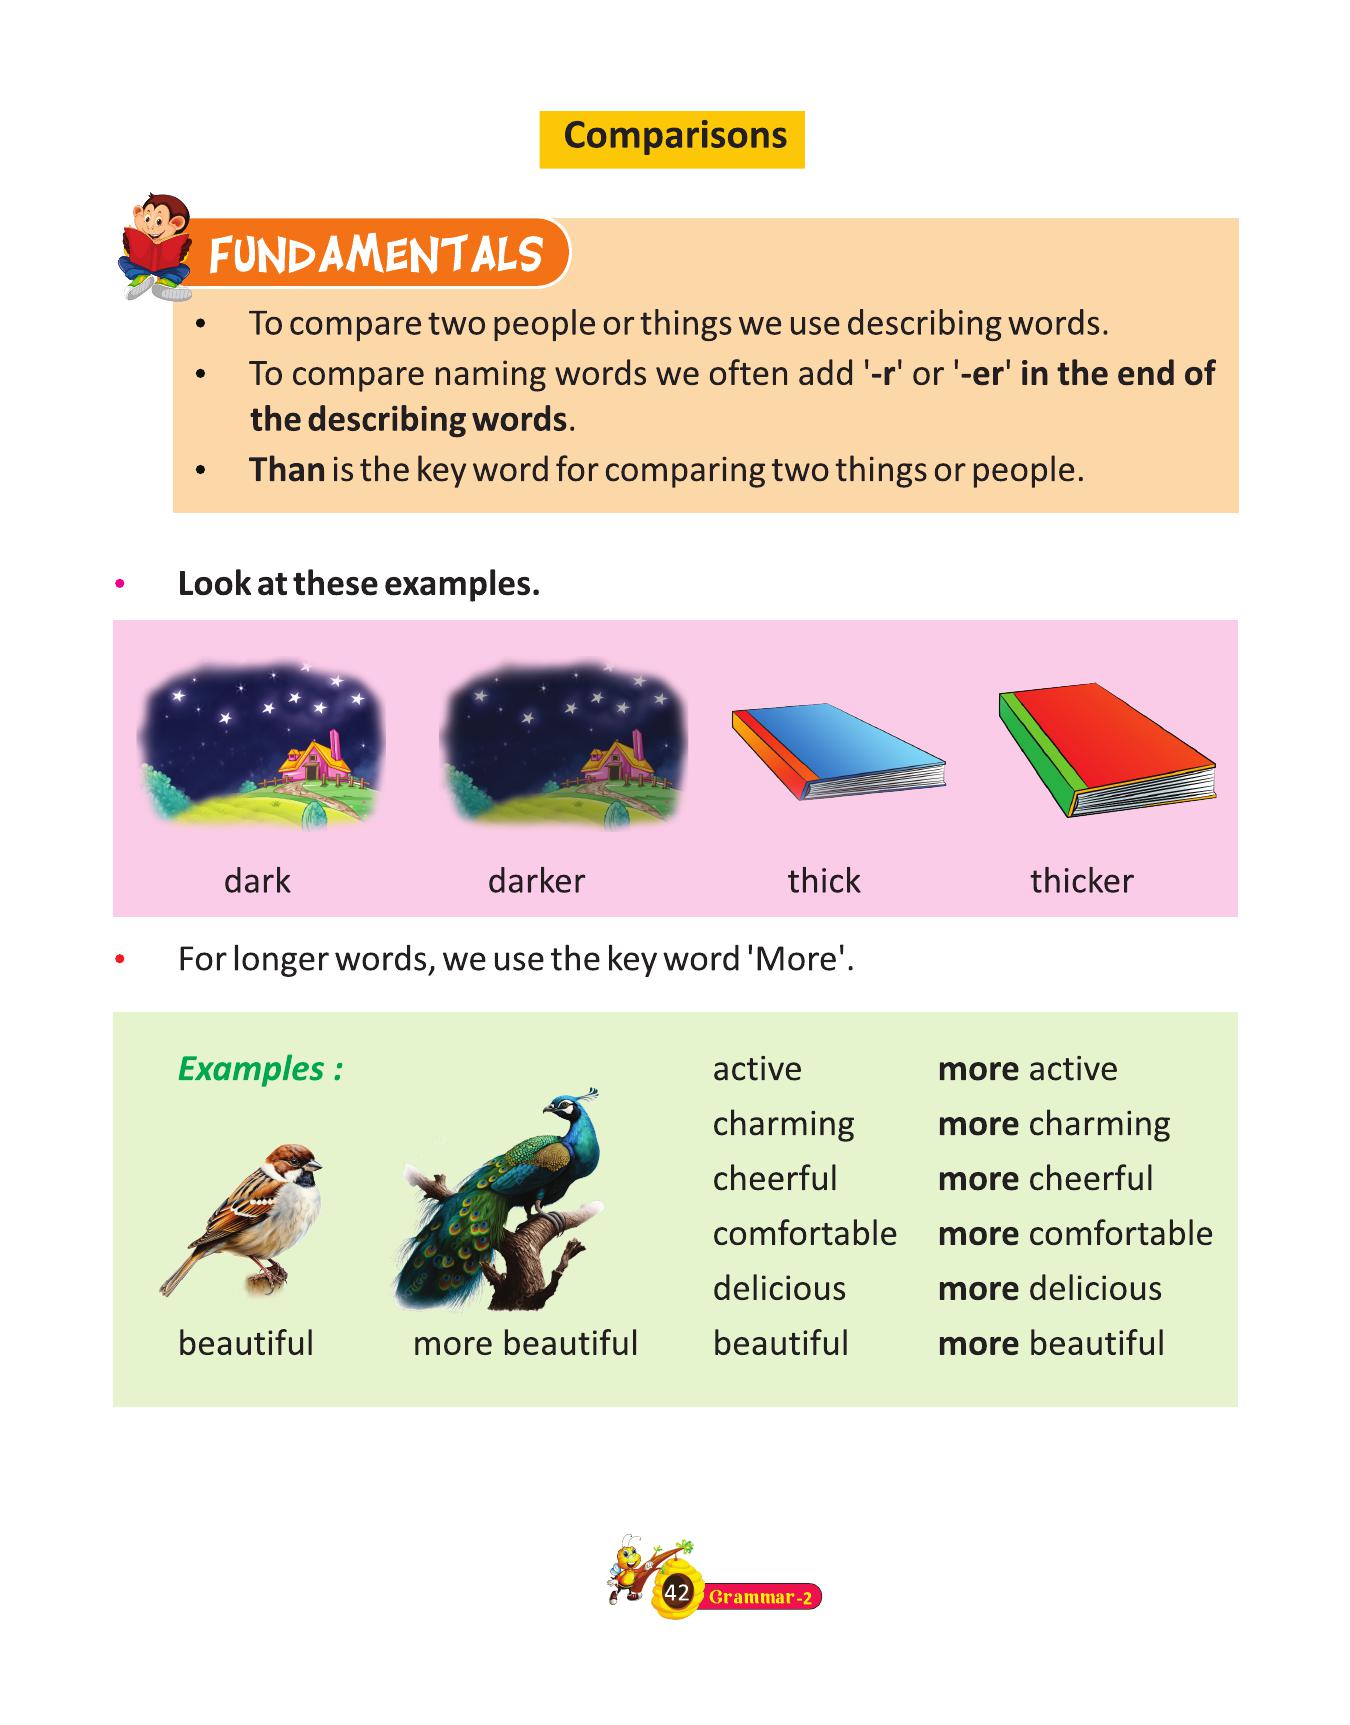 Comparisons
FUNDAMENTALS
• To compare two people or things we use describing words.
• To compare naming words we often add '-r' or '-er' in the end of
the describing words.
• Than is the key word for comparing two things or people.
• Look at these examples.
dark darker thick thicker
• For longer words, we use the key word 'More'.
Examples :
active more active
charming more charming
cheerful more cheerful
comfortable more comfortable
delicious more delicious
beautiful more beautiful beautiful more beautiful
42 Grammar-2